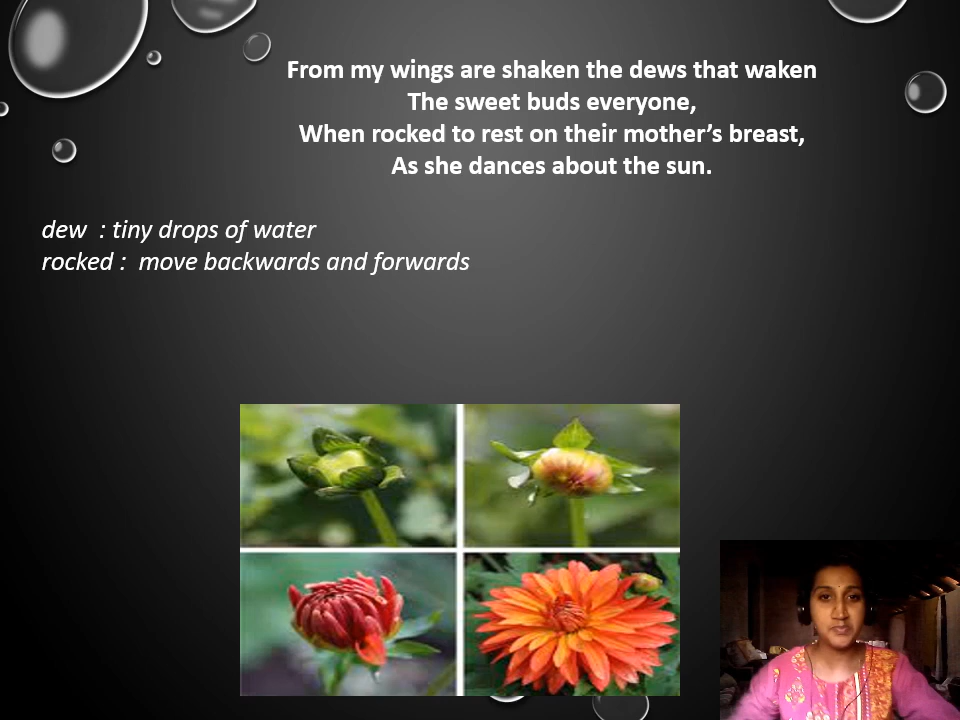 From my wings are shaken the dews that waken
The sweet buds everyone,
When rocked to rest on their mother’s breast,
As she dances about the sun.
dew : tiny drops of water
rocked : move backwards and forwards